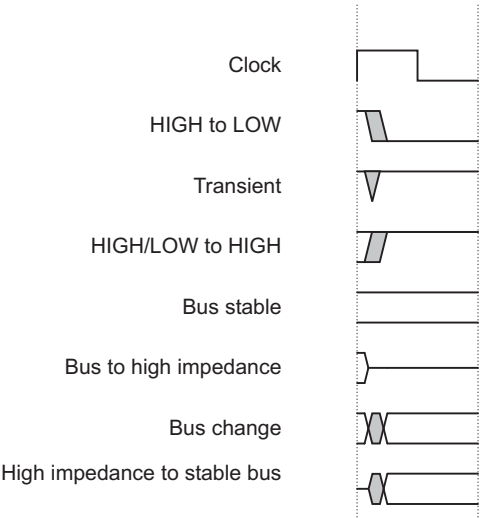 Clock
HIGH to LOW
Transient
HIGH/LOW to HIGH
Bus stable
Bus to high impedance
Bus change
High impedance to stable bus